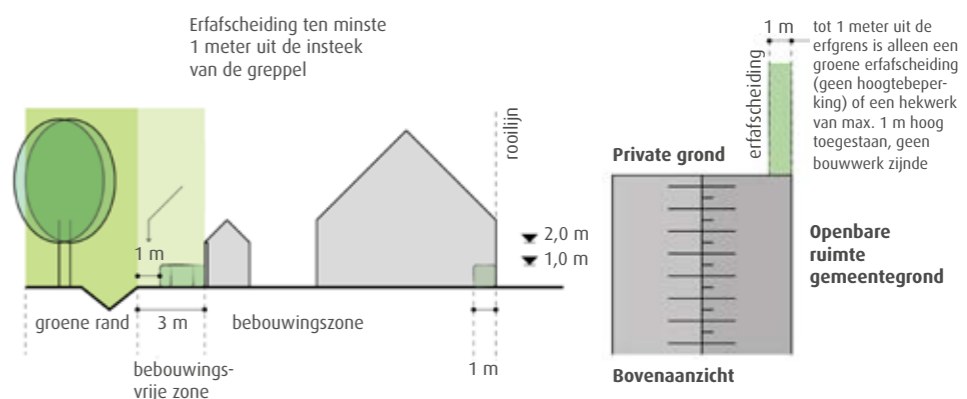 Erfafscheiding ten minste
1 meter uit de insteek
van de greppel
1 m
groene rand
3 m
bebouwings-
vrije zone
bebouwingszone
rooilijn
2,0 m
1,0 m
1 m
1 m
erfafscheiding
tot 1 meter uit de
erfgrens is alleen een
groene erfafscheiding
(geen hoogtebeper-
king) of een hekwerk
van max. 1 m hoog
toegestaan, geen
bouwwerk zijnde
Private grond
Openbare
ruimte
gemeentegrond
Bovenaanzicht